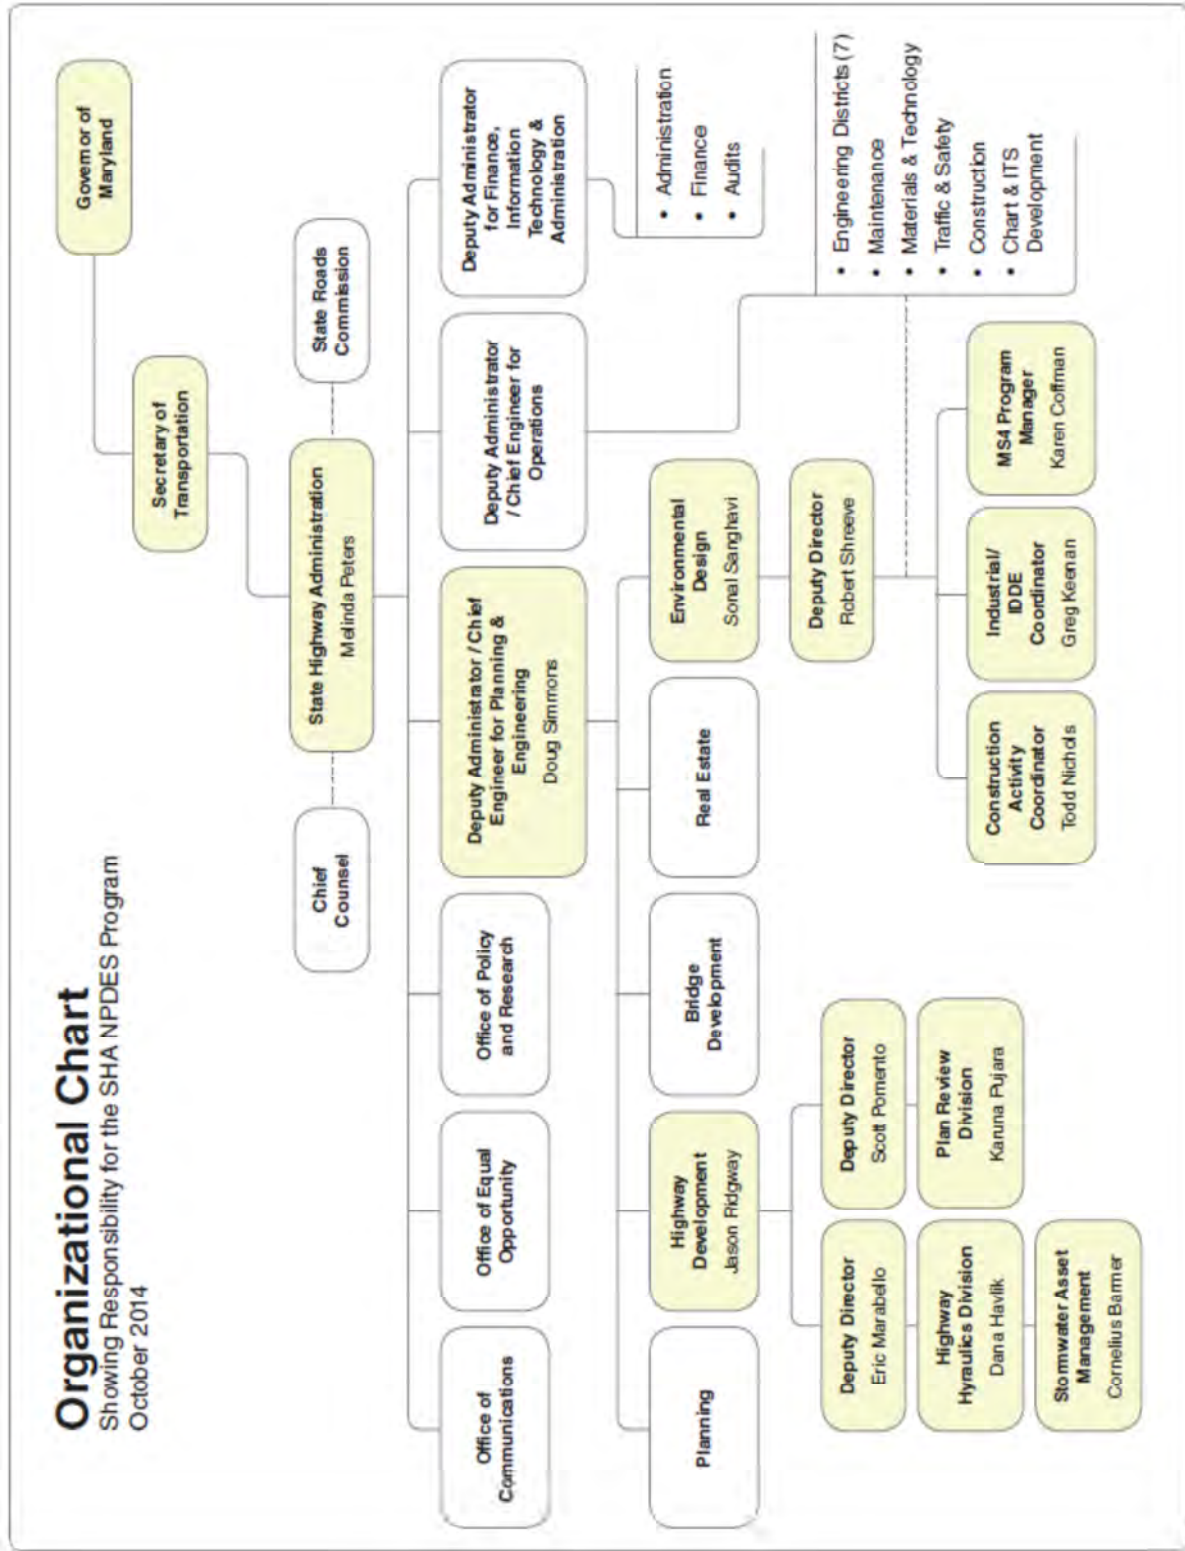 Organizational Chart
Showing Responsibility for the SHA NPDES Program
October 2014
Governor of
Maryland
Secretary of
Transportation
Chief
Counsel
State Highway Administration
Melinda Peters
State Roads
Commission
Office of
Communications
Office of Equal
Opportunity
Office of Policy
and Research
Deputy Administrator / Chief
Engineer for Planning &
Engineering
Doug Simmons
Deputy Administrator
/ Chief Engineer for
Operations
Deputy Administrator
for Finance,
Information
Technology &
Administration
• Administration
• Finance
• Audits
Planning
Highway
Development
Jason Ridgway
Bridge
Development
Real Estate
Environmental
Design
Sonal Sanghavi
• Engineering Districts (7)
• Maintenance
• Materials & Technology
• Traffic & Safety
• Construction
• Chart & ITS
Development
Deputy Director
Eric Marabello
Deputy Director
Scott Pomento
Deputy Director
Robert Shreeve
Highway
Hyraulics Division
Dana Havlik
Plan Review
Division
Karuna Pujara
Construction
Activity
Coordinator
Todd Nichols
Industrial/
IDDE
Coordinator
Greg Keenan
MS4 Program
Manager
Karen Coffman
Stormwater Asset
Management
Cornelius Barmer